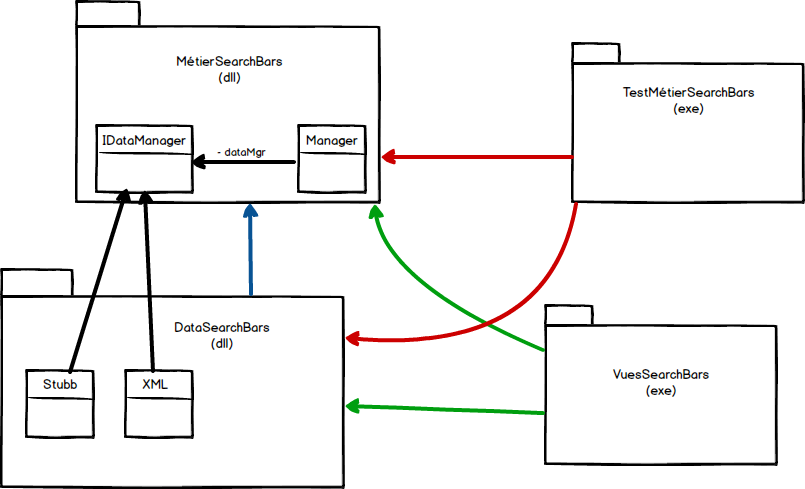 MétierSearchBars
(dll)
IDataManager
- dataMgr
Manager
TestMétierSearchBars
(exe)
DataSearchBars
(dll)
Stubb
XML
VuesSearchBars
(exe)